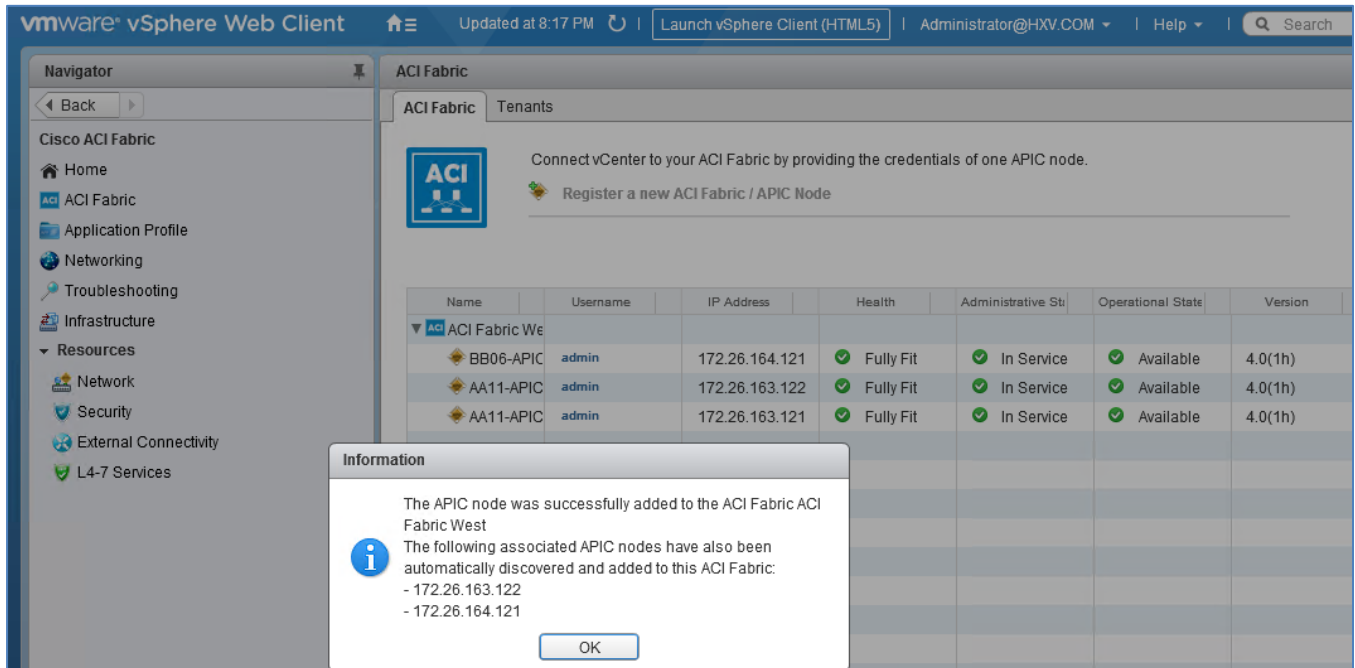 vmware® vSphere Web Client Updated at 8:17 PM | Launch vSphere Client (HTML5) | Administrator@HXV.COM | Help | Search
Navigator
Back
Cisco ACI Fabric
Home
ACI ACI Fabric
Application Profile
Networking
Troubleshooting
Infrastructure
Resources
Network
Security
External Connectivity
L4-7 Services
ACI Fabric
ACI Fabric Tenants
ACI
Connect vCenter to your ACI Fabric by providing the credentials of one APIC node.
Register a new ACI Fabric / APIC Node
Name Username IP Address Health Administrative Sta Operational State Version
ACI ACI Fabric We
BB06-APIC admin 172.26.164.121 Fully Fit In Service Available 4.0(1h)
AA11-APIC admin 172.26.163.122 Fully Fit In Service Available 4.0(1h)
AA11-APIC admin 172.26.163.121 Fully Fit In Service Available 4.0(1h)
Information
The APIC node was successfully added to the ACI Fabric ACI
Fabric West
The following associated APIC nodes have also been
automatically discovered and added to this ACI Fabric:
- 172.26.163.122
- 172.26.164.121
OK